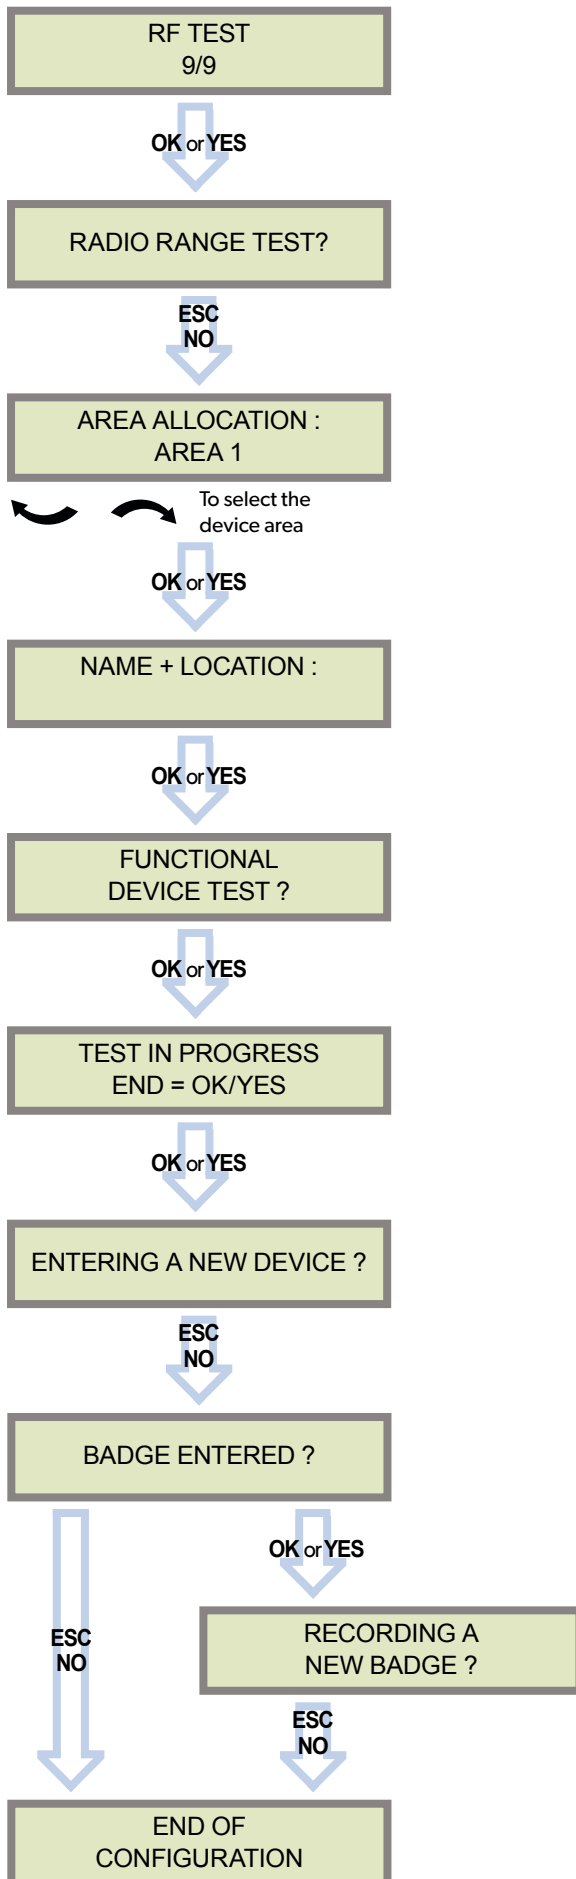 RF TEST
9/9
OK or YES
RADIO RANGE TEST?
ESC
NO
AREA ALLOCATION :
AREA 1
To select the
device area
OK or YES
NAME + LOCATION :
OK or YES
FUNCTIONAL
DEVICE TEST ?
OK or YES
TEST IN PROGRESS
END = OK/YES
OK or YES
ENTERING A NEW DEVICE ?
ESC
NO
BADGE ENTERED ?
OK or YES
ESC
NO
RECORDING A
NEW BADGE ?
ESC
NO
END OF
CONFIGURATION